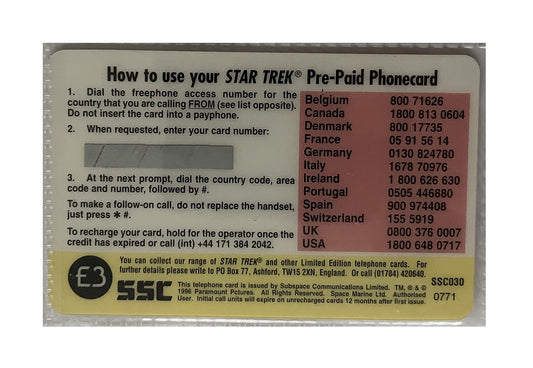 How to use your STAR TREK® Pre-Paid Phonecard
1. Dial the freephone access number for the
country that you are calling FROM (see list opposite).
Do not insert the card into a payphone.
2. When requested, enter your card number:
3. At the next prompt, dial the country code, area
code and number, followed by #.
To make a follow-on call, do not replace the handset,
just press ✱ #.
To recharge your card, hold for the operator once the
credit has expired or call (int) +44 171 384 2042.
Belgium 800 71626
Canada 1800 813 0604
Denmark 800 17735
France 05 91 56 14
Germany 0130 824780
Italy 1678 70976
Ireland 1 800 626 630
Portugal 0505 446880
Spain 900 974408
Switzerland 155 5919
UK 0800 376 0007
USA 1800 648 0717
£3
You can collect our range of STAR TREK® and other Limited Edition telephone cards. For
further details please write to PO Box 77, Ashford, TW15 2XN, England. Or call (01784) 420640.
SSC
This telephone card is issued by Subspace Communications Limited. TM, ® & ©
1996 Paramount Pictures. All Rights Reserved. Space Marine Ltd. Authorised
User. Initial call units will expire on unrecharged cards 12 months after first issue.
SSC030
0771